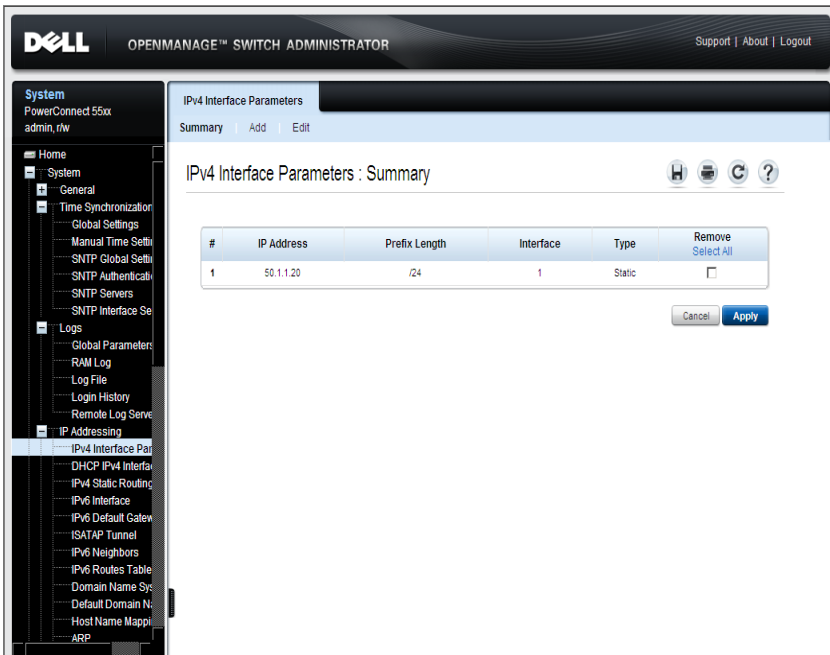 DELL OPENMANAGE™ SWITCH ADMINISTRATOR Support | About | Logout
System
PowerConnect 55xx
admin, r/w
Home
System
General
Time Synchronization
Global Settings
Manual Time Setti
SNTP Global Setti
SNTP Authenticati
SNTP Servers
SNTP Interface Se
Logs
Global Parameters
RAM Log
Log File
Login History
Remote Log Serve
IP Addressing
IPv4 Interface Par
DHCP IPv4 Interfa
IPv4 Static Routing
IPv6 Interface
IPv6 Default Gatew
ISATAP Tunnel
IPv6 Neighbors
IPv6 Routes Table
Domain Name Sys
Default Domain Na
Host Name Mappi
ARP
IPv4 Interface Parameters
Summary Add Edit
IPv4 Interface Parameters : Summary
# IP Address Prefix Length Interface Type Remove
Select All
1 50.1.1.20 /24 1 Static
Cancel Apply